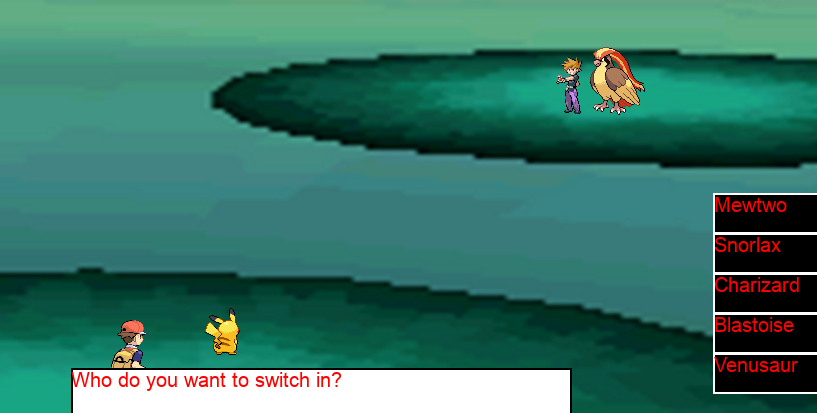 Mewtwo
Snorlax
Charizard
Blastoise
Venusaur
Who do you want to switch in?